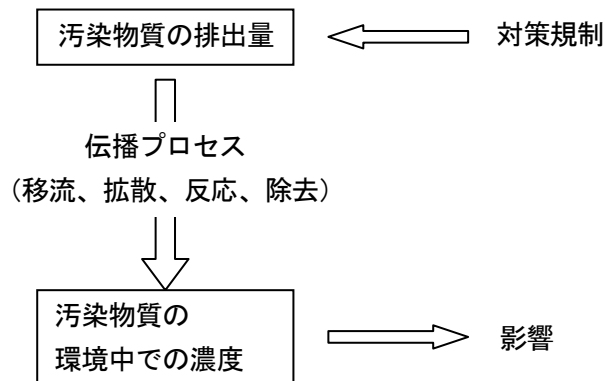 汚染物質の排出量
対策規制
伝播プロセス
（移流、拡散、反応、除去）
汚染物質の
環境中での濃度
影響